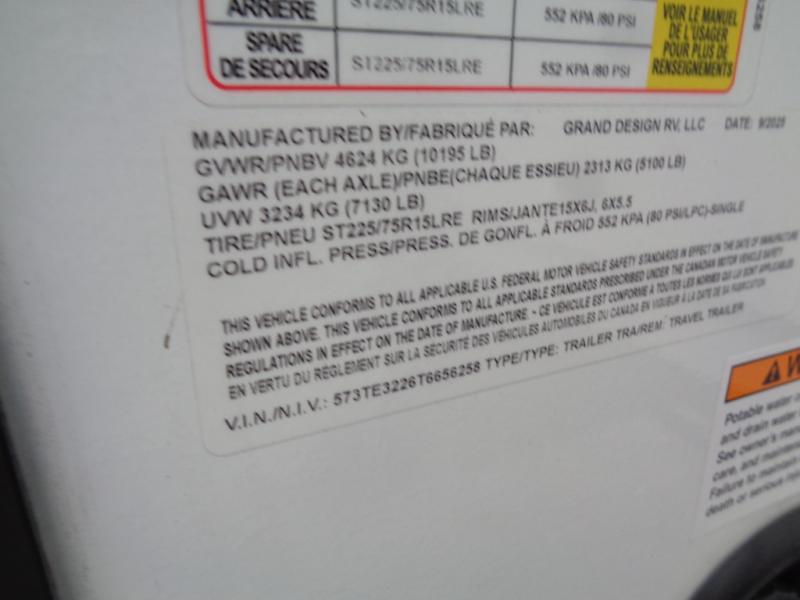 ARRIÈRE ST225/75R15LRE 552 KPA /80 PSI
VOIR LE MANUEL
DE L'USAGER
POUR PLUS DE
RENSEIGNEMENTS
SPARE
DE SECOURS ST225/75R15LRE 552 KPA /80 PSI
MANUFACTURED BY/FABRIQUÉ PAR: GRAND DESIGN RV, LLC DATE: 9/2025
GVWR/PNBV 4624 KG (10195 LB)
GAWR (EACH AXLE)/PNBE(CHAQUE ESSIEU) 2313 KG (5100 LB)
UVW 3234 KG (7130 LB)
TIRE/PNEU ST225/75R15LRE RIMS/JANTE15X6J, 6X5.5
COLD INFL. PRESS/PRESS. DE GONFL. À FROID 552 KPA (80 PSI/LPC)-SINGLE
THIS VEHICLE CONFORMS TO ALL APPLICABLE U.S. FEDERAL MOTOR VEHICLE SAFETY STANDARDS IN EFFECT ON THE DATE OF MANUFACTURE
SHOWN ABOVE. THIS VEHICLE CONFORMS TO ALL APPLICABLE STANDARDS PRESCRIBED UNDER THE CANADIAN MOTOR VEHICLE SAFETY
REGULATIONS IN EFFECT ON THE DATE OF MANUFACTURE. - CE VÉHICULE EST CONFORME À TOUTES LES NORMES QUI LUI SONT APPLICABLES
EN VERTU DU RÈGLEMENT SUR LA SÉCURITÉ DES VÉHICULES AUTOMOBILES DU CANADA EN VIGUEUR À LA DATE DE SA FABRICATION
V.I.N./N.I.V.: 573TE3226T6656258 TYPE/TYPE: TRAILER TRA/REM: TRAVEL TRAILER
Potable water
and drain water
See owner's
care, and
Failure to maintain
death or serious